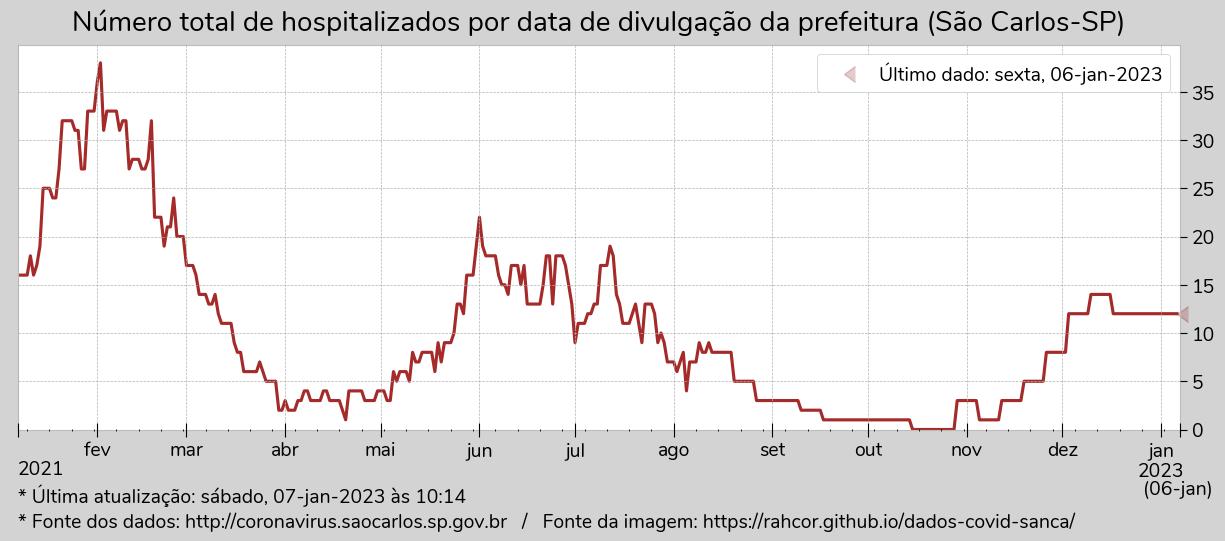 Número total de hospitalizados por data de divulgação da prefeitura (São Carlos-SP)
Último dado: sexta, 06-jan-2023
35
30
25
20
15
10
5
0
fev mar abr mai jun jul ago set out nov dez jan
2021 2023
(06-jan)
* Última atualização: sábado, 07-jan-2023 às 10:14
* Fonte dos dados: http://coronavirus.saocarlos.sp.gov.br / Fonte da imagem: https://rahcor.github.io/dados-covid-sanca/